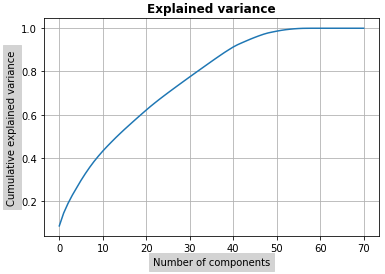 Explained variance
1.0
0.8
0.6
0.4
0.2
Cumulative explained variance
0 10 20 30 40 50 60 70
Number of components